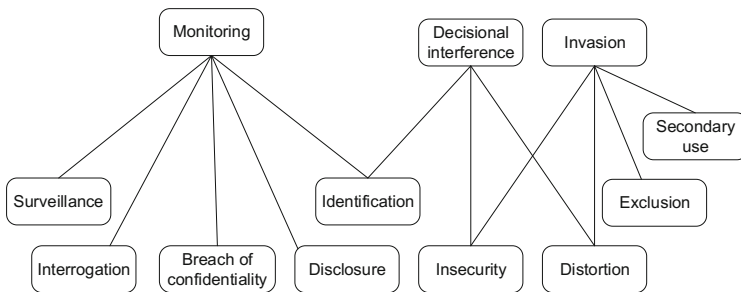 Monitoring
Decisional
interference
Invasion
Secondary
use
Surveillance
Identification
Exclusion
Interrogation
Breach of
confidentiality
Disclosure
Insecurity
Distortion